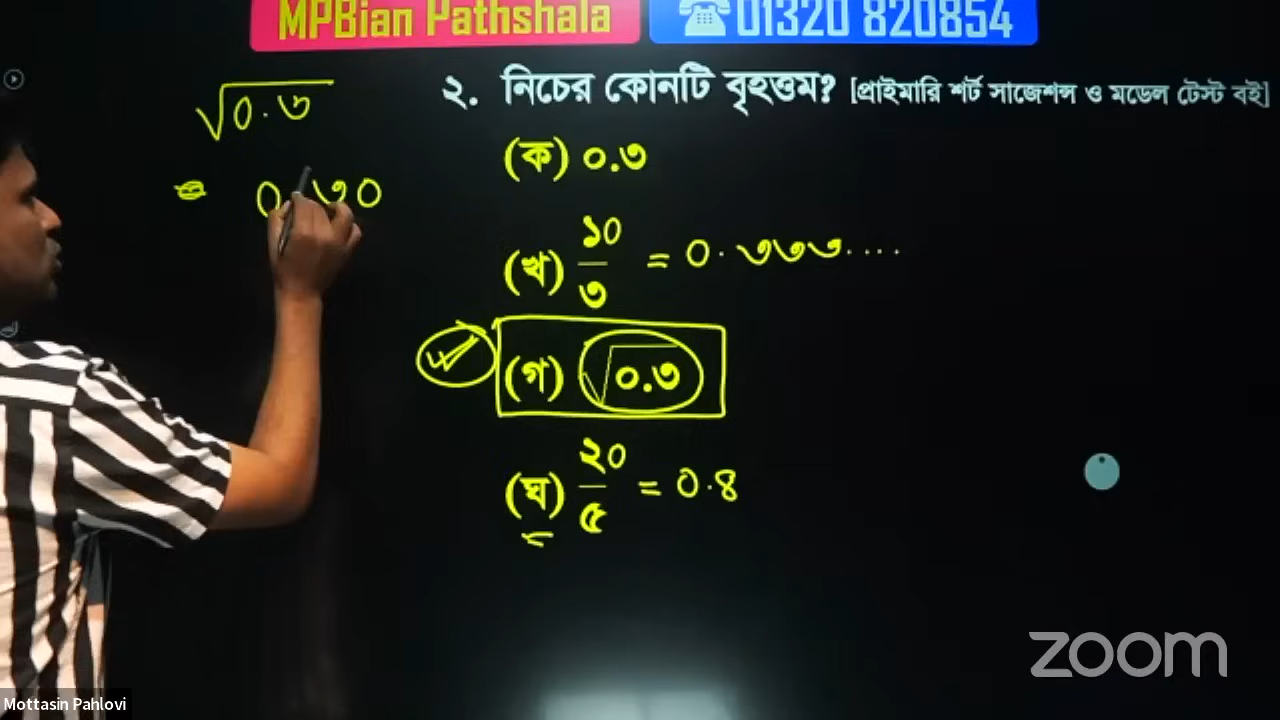 MPBian Pathshala
☎01320 820854
২. নিচের কোনটি বৃহত্তম? [প্রাইমারি শর্ট সাজেশন্স ও মডেল টেস্ট বই]
√০.৩
(ক) ০.৩
০.৩০
(খ) ১০/৩ = ০.৩৩৩....
(গ) √০.৩
(ঘ) ২০/৫ = ০.৪
zoom
Mottasin Pahlovi